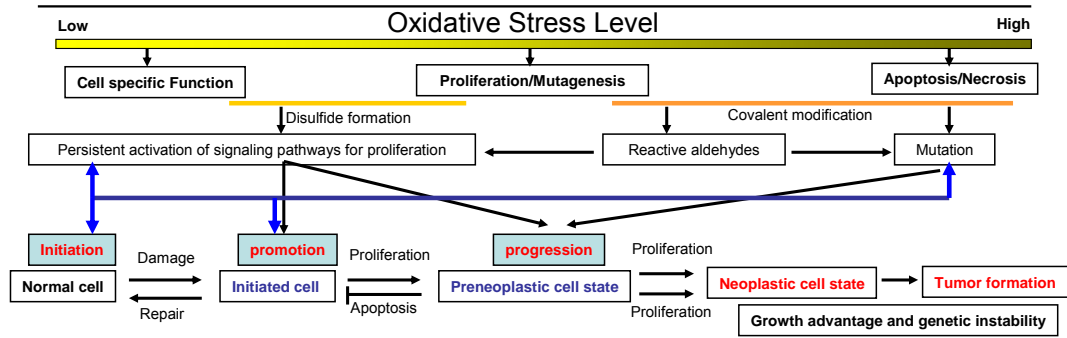 Oxidative Stress Level
Low
High
Cell specific Function
Proliferation/Mutagenesis
Apoptosis/Necrosis
Disulfide formation
Covalent modification
Persistent activation of signaling pathways for proliferation
Reactive aldehydes
Mutation
Initiation
promotion
progression
Damage
Proliferation
Proliferation
Normal cell
Initiated cell
Preneoplastic cell state
Neoplastic cell state
Tumor formation
Repair
Apoptosis
Proliferation
Growth advantage and genetic instability